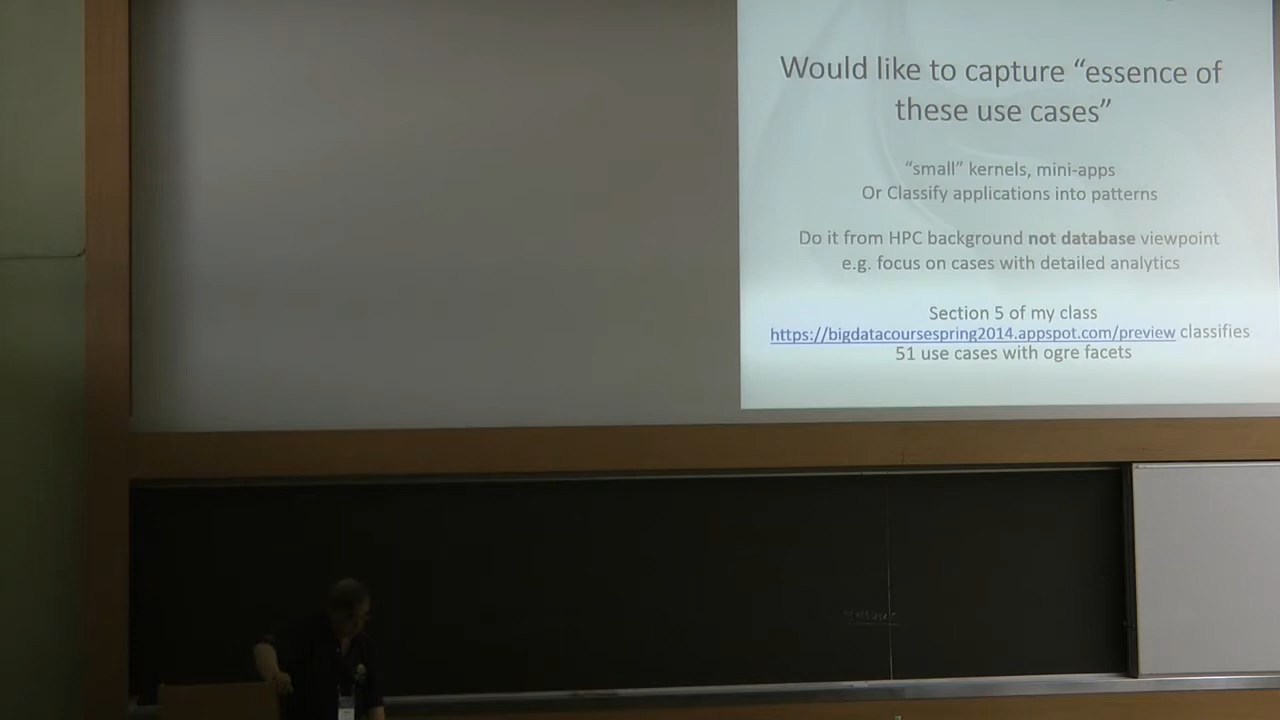 Would like to capture “essence of
these use cases”
“small” kernels, mini-apps
Or Classify applications into patterns
Do it from HPC background not database viewpoint
e.g. focus on cases with detailed analytics
Section 5 of my class
https://bigdatacoursespring2014.appspot.com/preview classifies
51 use cases with ogre facets